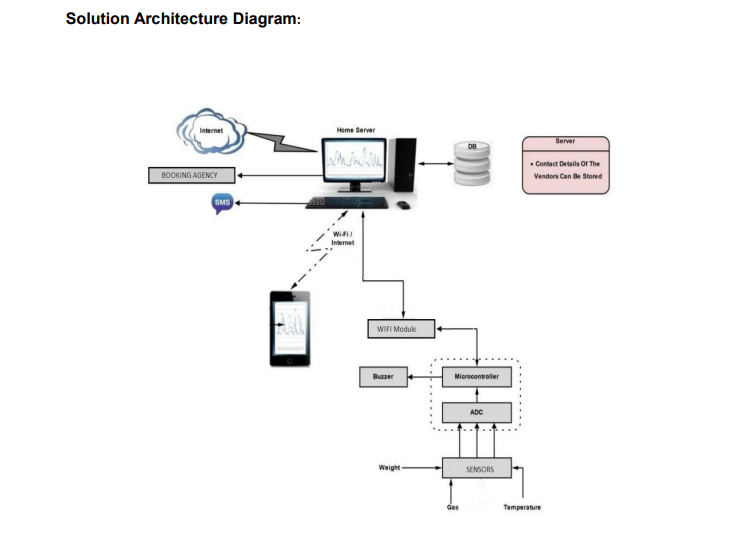 Solution Architecture Diagram:
Internet
Home Server
DB
Server
• Contact Details Of The
Vendors Can Be Stored
BOOKING AGENCY
SMS
Wi-Fi /
Internet
WIFI Module
Buzzer
Microcontroller
ADC
Weight
SENSORS
Gas
Temperature